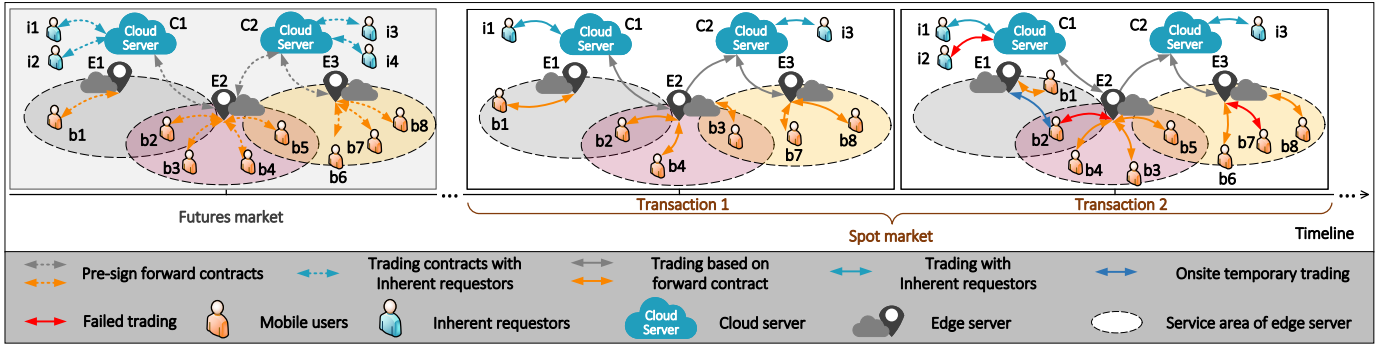 i1
i2
Cloud Server
C1
C2
Cloud Server
i3
i4
E1
E2
E3
b1
b2
b3
b4
b5
b6
b7
b8
Futures market
i1
Cloud Server
C1
C2
Cloud Server
i3
E1
E2
E3
b1
b2
b4
b3
b7
b8
Transaction 1
i1
i2
Cloud Server
C1
C2
Cloud Server
i3
E1
E2
E3
b1
b2
b4
b3
b5
b6
b7
b8
Transaction 2
...
...
...
Spot market
Timeline
Pre-sign forward contracts
Trading contracts with
Inherent requestors
Trading based on
forward contract
Trading with
Inherent requestors
Onsite temporary trading
Failed trading
Mobile users
Inherent requestors
Cloud
Server
Cloud server
Edge server
Service area of edge server